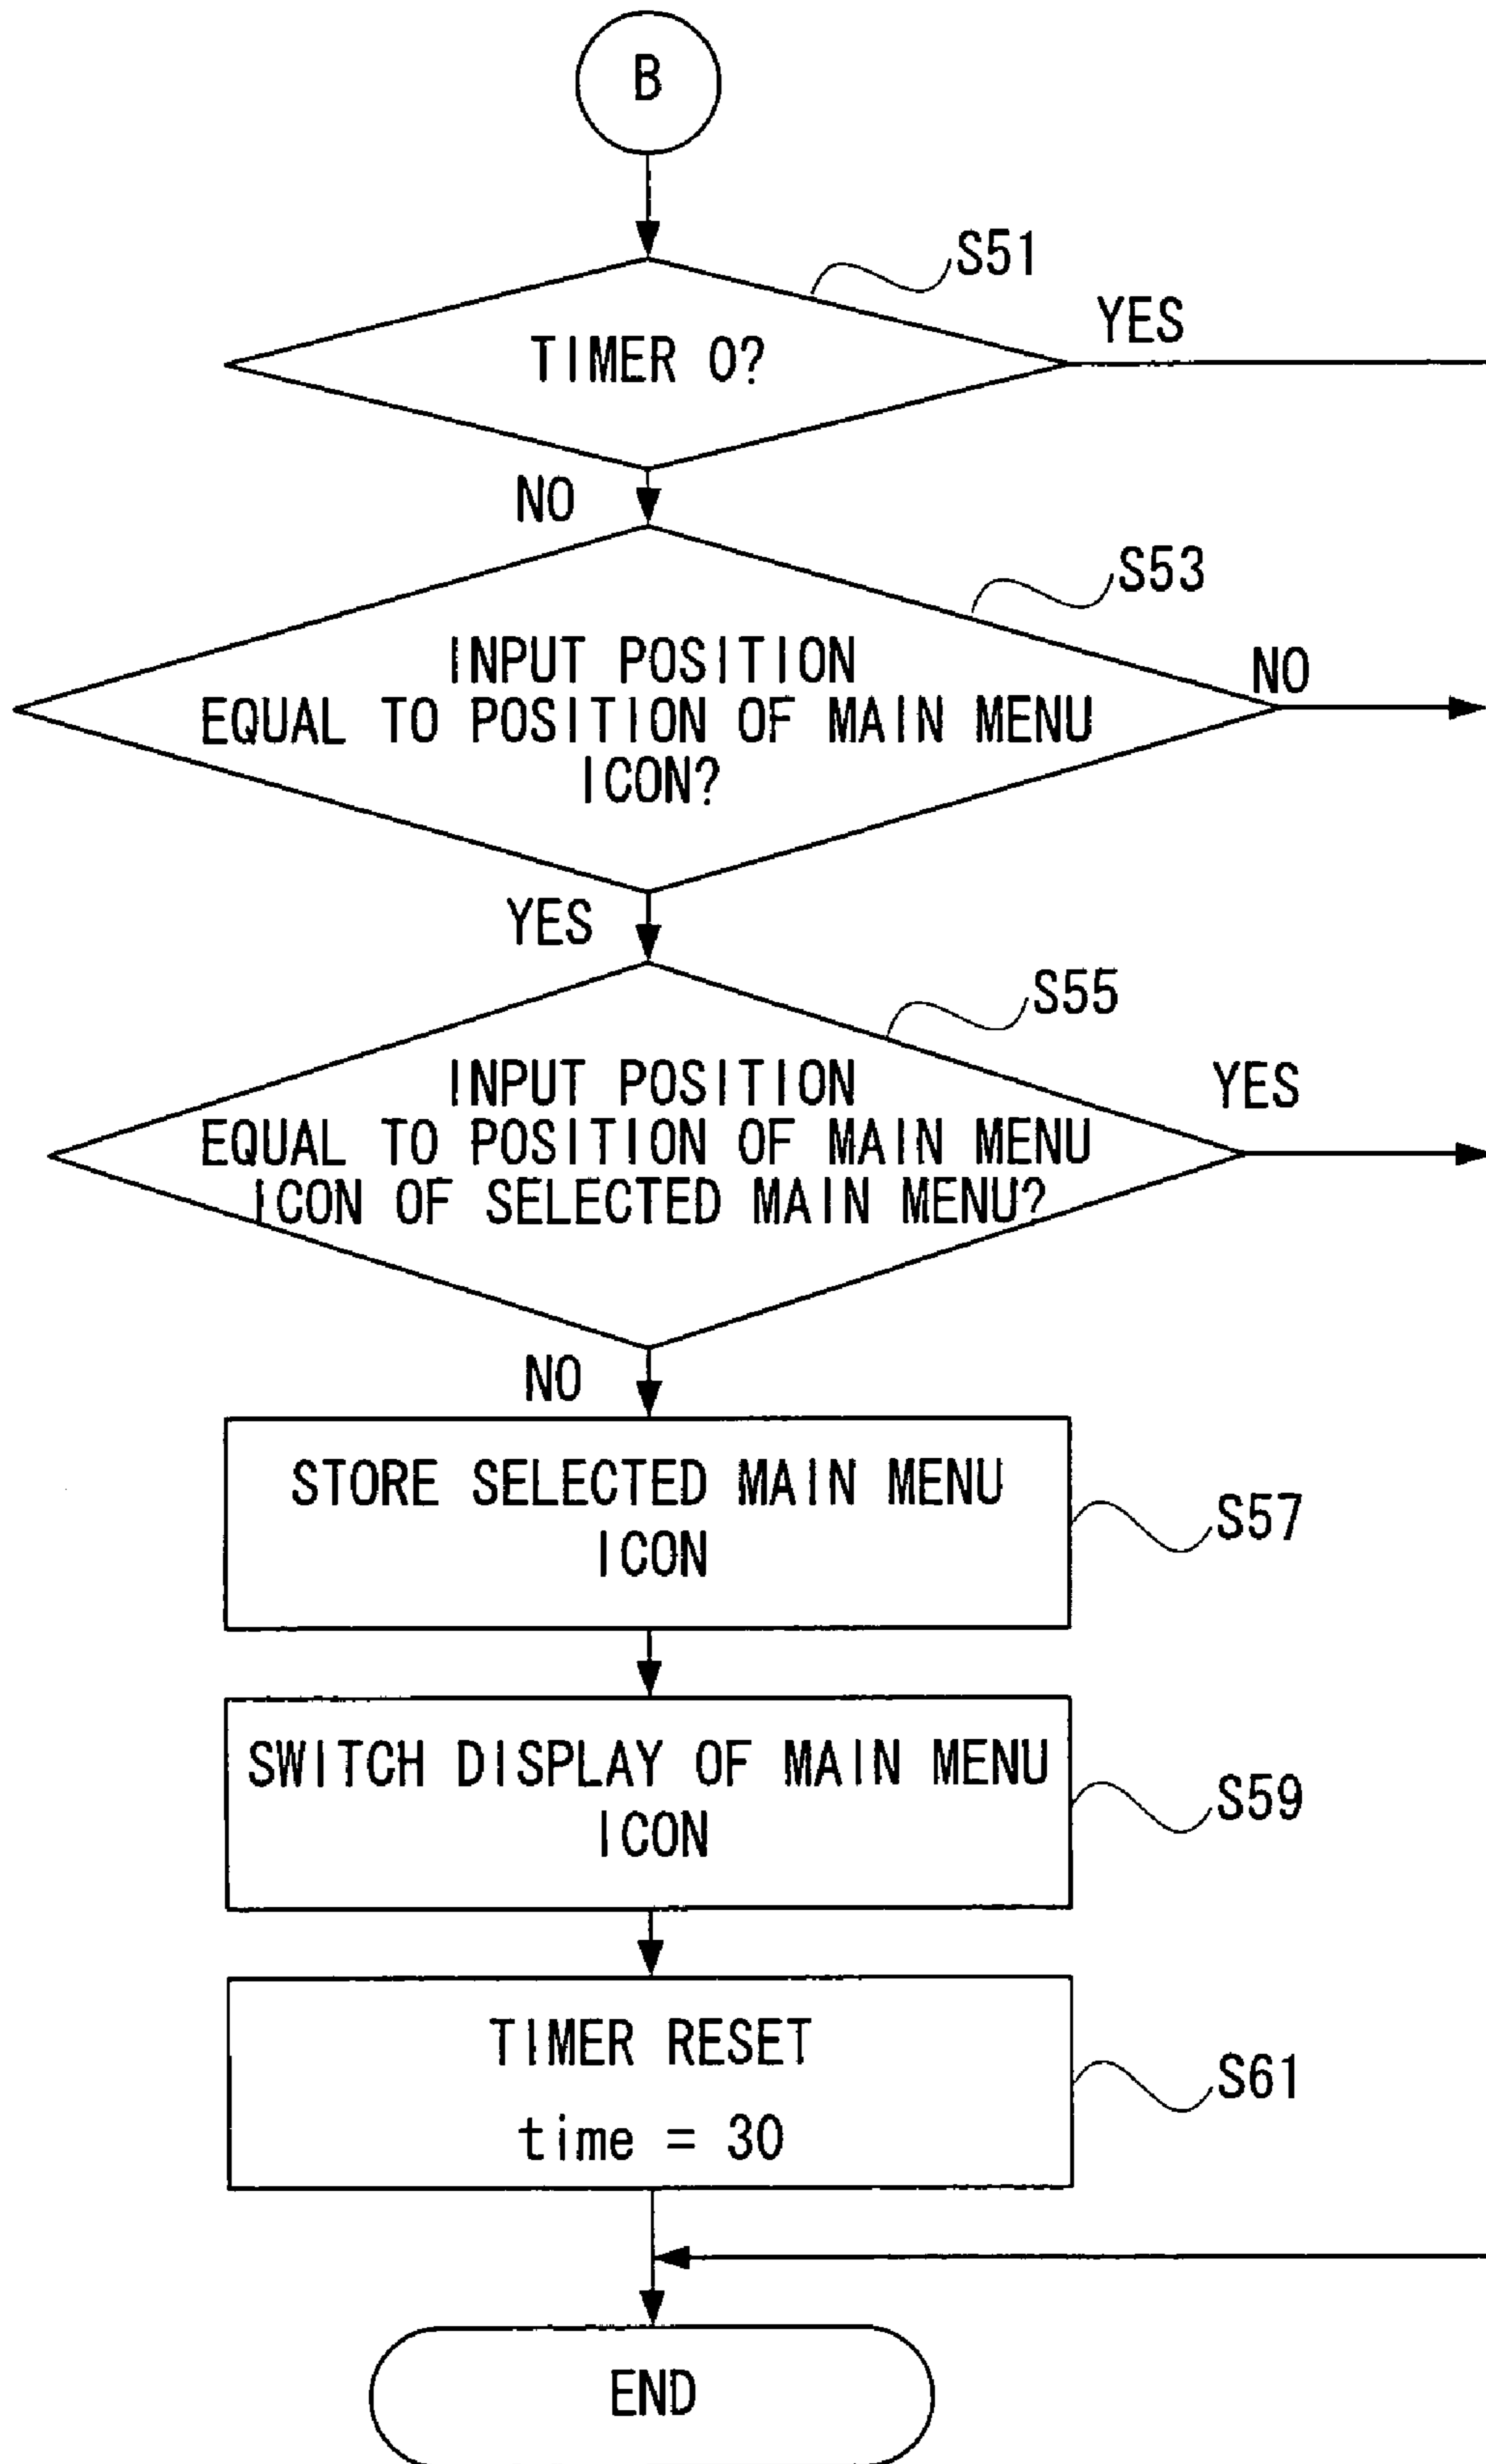 B
S51
YES
TIMER 0?
NO
S53
INPUT POSITION
NO
EQUAL TO POSITION OF MAIN MENU
ICON?
YES
S55
INPUT POSITION
YES
EQUAL TO POSITION OF MAIN MENU
ICON OF SELECTED MAIN MENU?
NO
STORE SELECTED MAIN MENU
ICON
S57
SWITCH DISPLAY OF MAIN MENU
ICON
S59
TIMER RESET
S61
time = 30
END